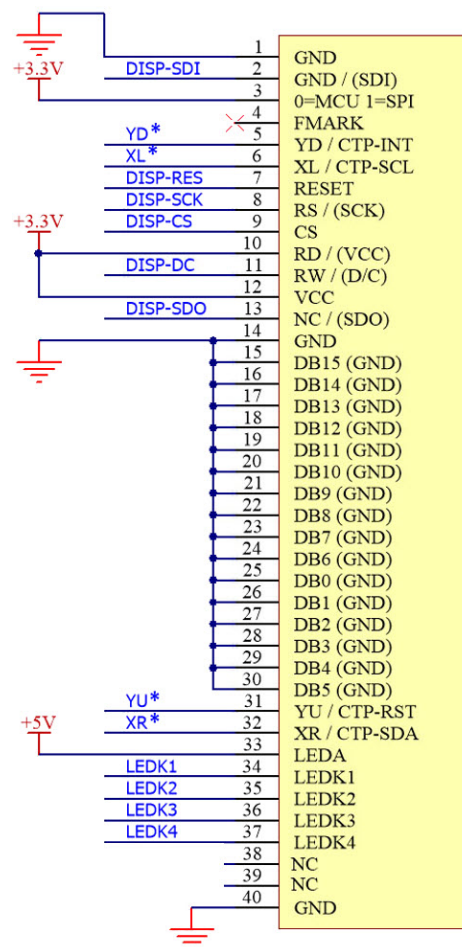 1 GND
+3.3V DISP-SDI 2 GND / (SDI)
3 0=MCU 1=SPI
4 FMARK
YD* 5 YD / CTP-INT
XL* 6 XL / CTP-SCL
DISP-RES 7 RESET
DISP-SCK 8 RS / (SCK)
+3.3V DISP-CS 9 CS
10 RD / (VCC)
DISP-DC 11 RW / (D/C)
12 VCC
DISP-SDO 13 NC / (SDO)
14 GND
15 DB15 (GND)
16 DB14 (GND)
17 DB13 (GND)
18 DB12 (GND)
19 DB11 (GND)
20 DB10 (GND)
21 DB9 (GND)
22 DB8 (GND)
23 DB7 (GND)
24 DB6 (GND)
25 DB0 (GND)
26 DB1 (GND)
27 DB2 (GND)
28 DB3 (GND)
29 DB4 (GND)
30 DB5 (GND)
YU* 31 YU / CTP-RST
+5V XR* 32 XR / CTP-SDA
33 LEDA
LEDK1 34 LEDK1
LEDK2 35 LEDK2
LEDK3 36 LEDK3
LEDK4 37 LEDK4
38 NC
39 NC
40 GND